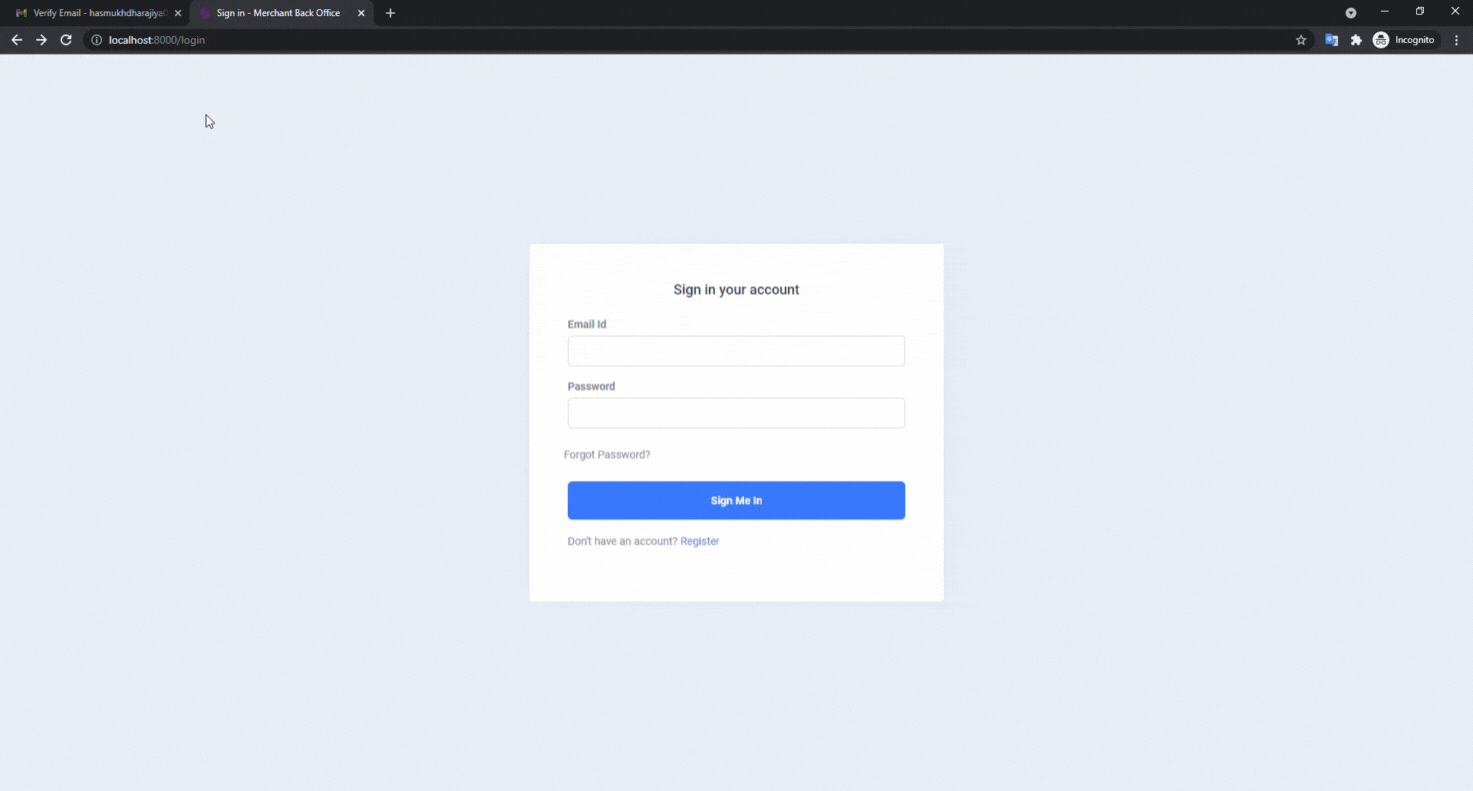 Verify Email - hasmukhdharajiya
Sign in - Merchant Back Office
localhost:8000/login
Incognito
Sign in your account
Email Id
Password
Forgot Password?
Sign Me In
Don't have an account? Register